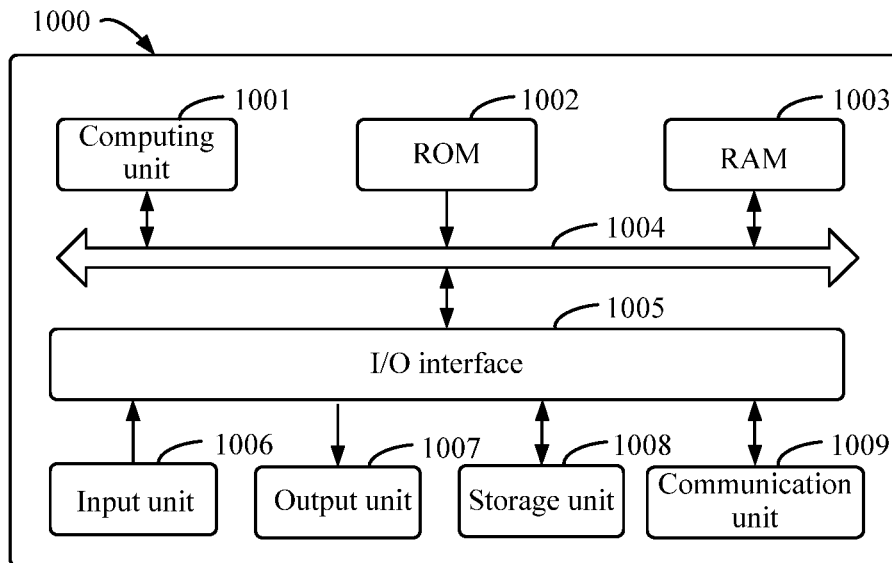 1000
1001
1002
1003
Computing
unit
ROM
RAM
1004
1005
I/O interface
1006
1007
1008
1009
Input unit
Output unit
Storage unit
Communication
unit